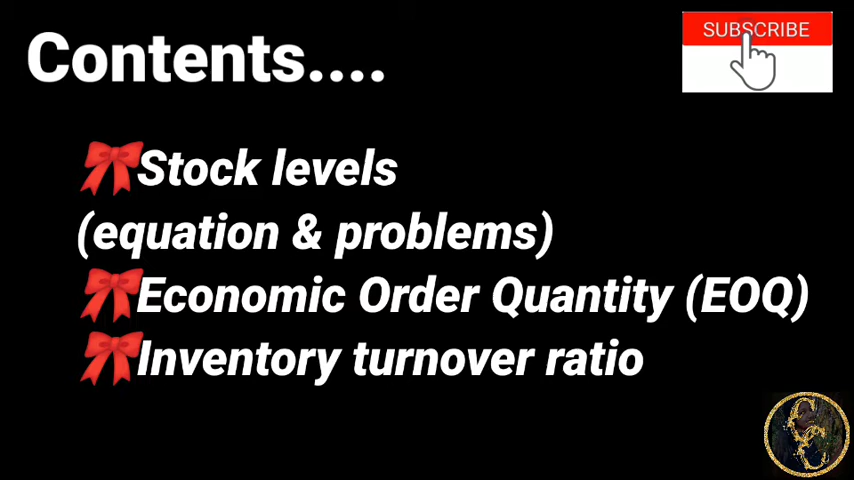 Contents....
SUBSCRIBE
🎀Stock levels
(equation & problems)
🎀Economic Order Quantity (EOQ)
🎀Inventory turnover ratio